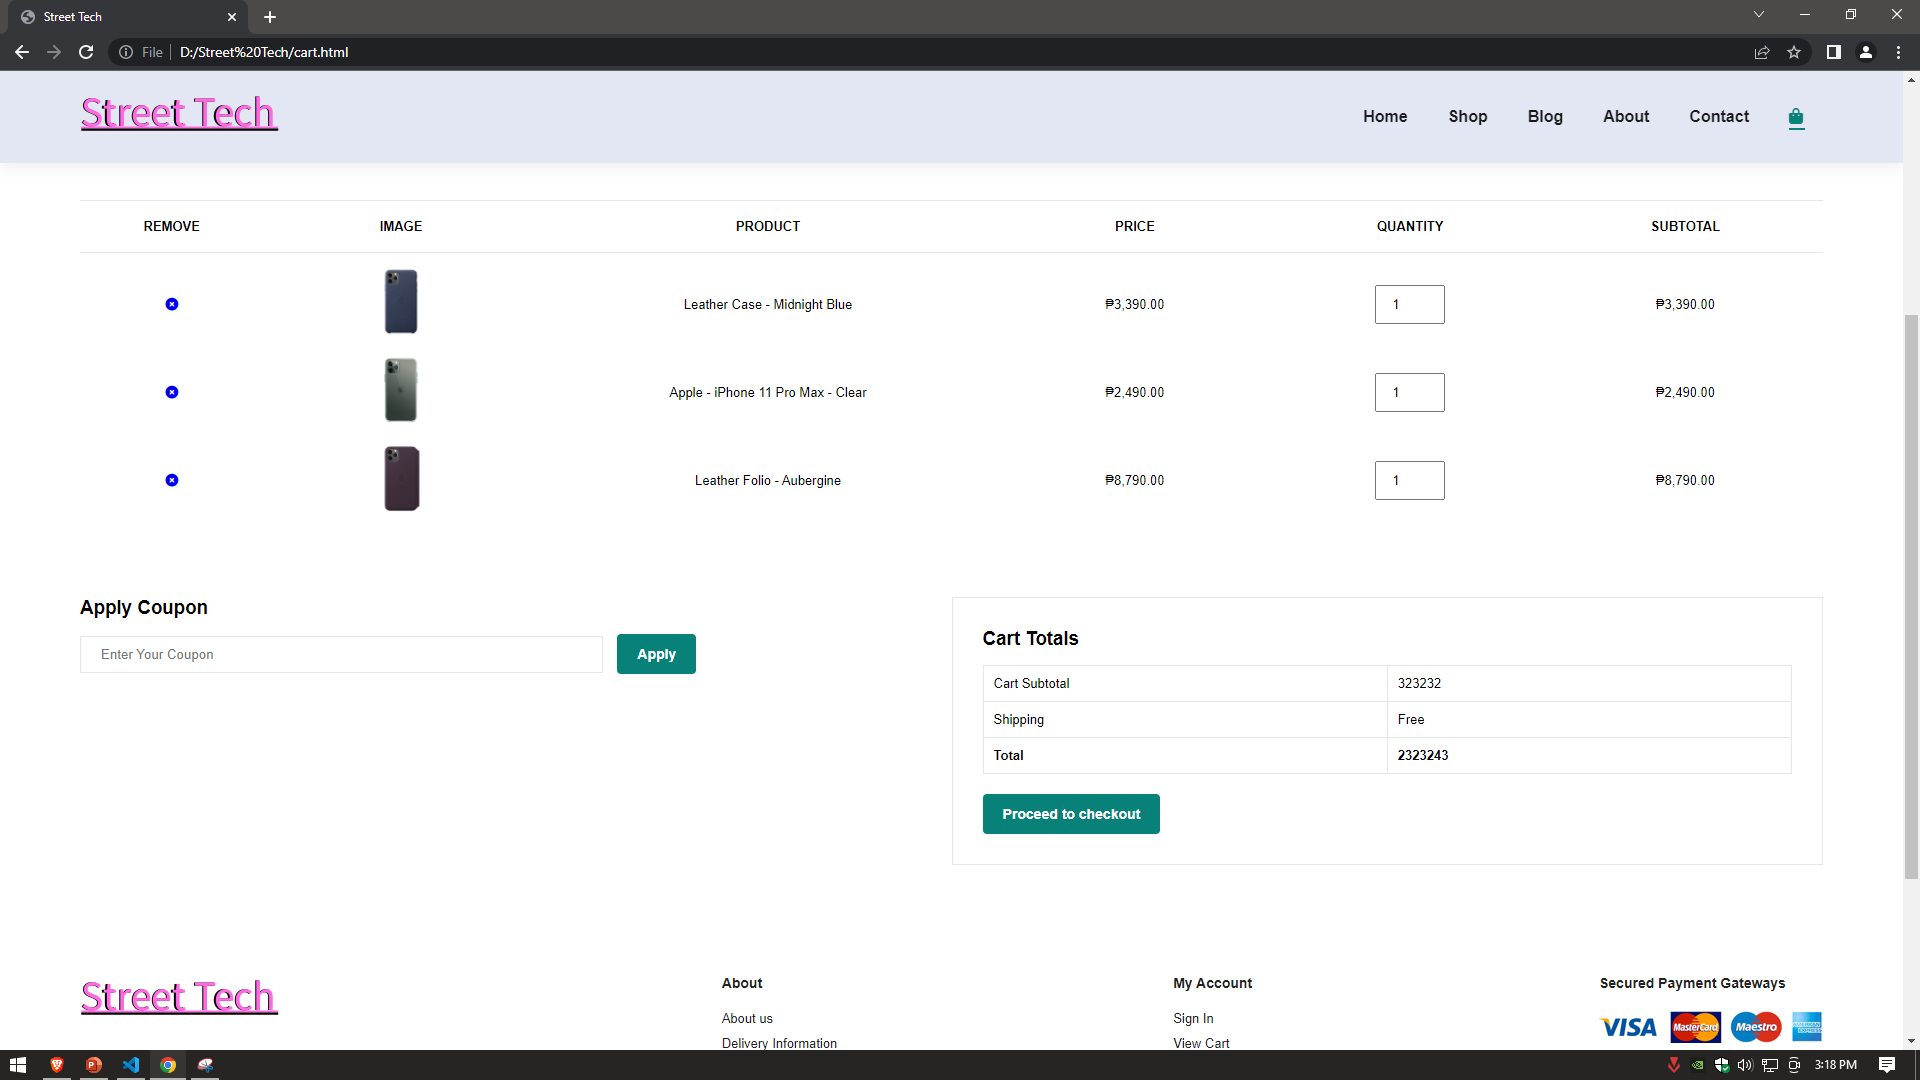 Street Tech
File D:/Street%20Tech/cart.html
Street Tech
Home Shop Blog About Contact
REMOVE IMAGE PRODUCT PRICE QUANTITY SUBTOTAL
Leather Case - Midnight Blue ₱3,390.00 1 ₱3,390.00
Apple - iPhone 11 Pro Max - Clear ₱2,490.00 1 ₱2,490.00
Leather Folio - Aubergine ₱8,790.00 1 ₱8,790.00
Apply Coupon
Enter Your Coupon Apply
Cart Totals
Cart Subtotal 323232
Shipping Free
Total 2323243
Proceed to checkout
Street Tech
About
About us
Delivery Information
My Account
Sign In
View Cart
Secured Payment Gateways
VISA MasterCard Maestro AMERICAN EXPRESS
3:18 PM